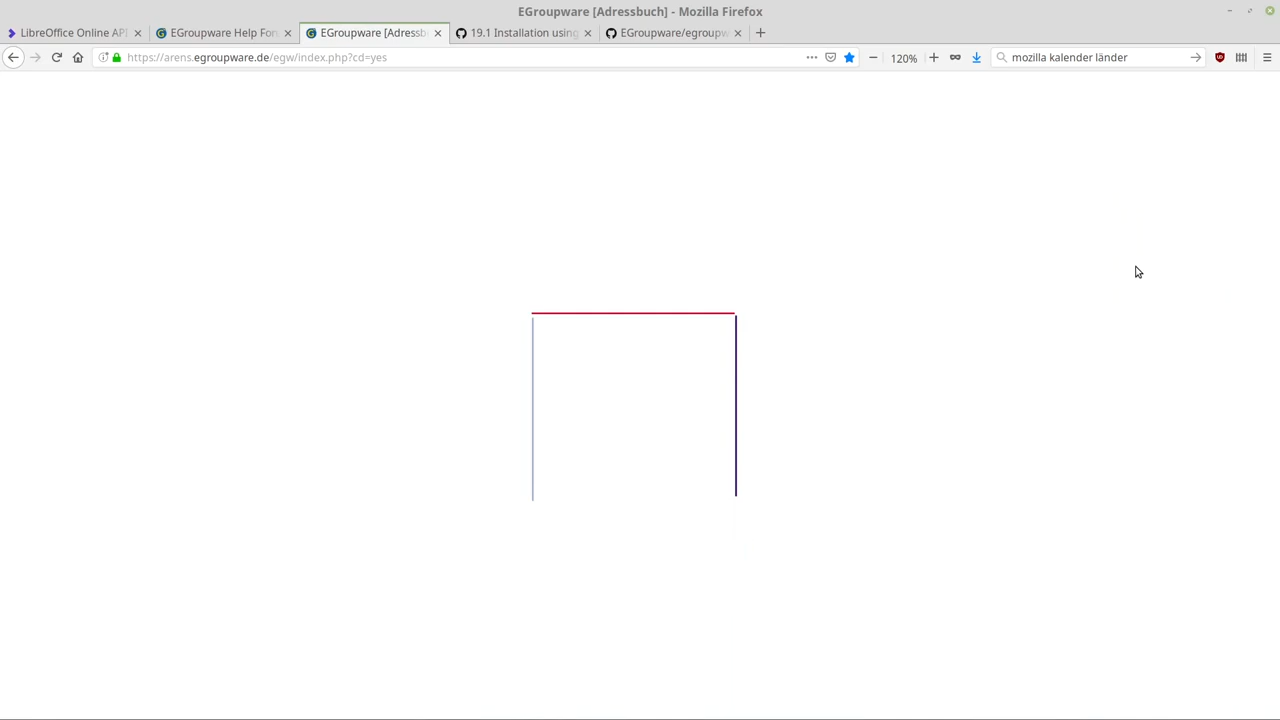 EGroupware [Adressbuch] - Mozilla Firefox
LibreOffice Online API
EGroupware Help For
EGroupware [Adressb
19.1 Installation using
EGroupware/egroupw
https://arens.egroupware.de/egw/index.php?cd=yes
120%
mozilla kalender länder